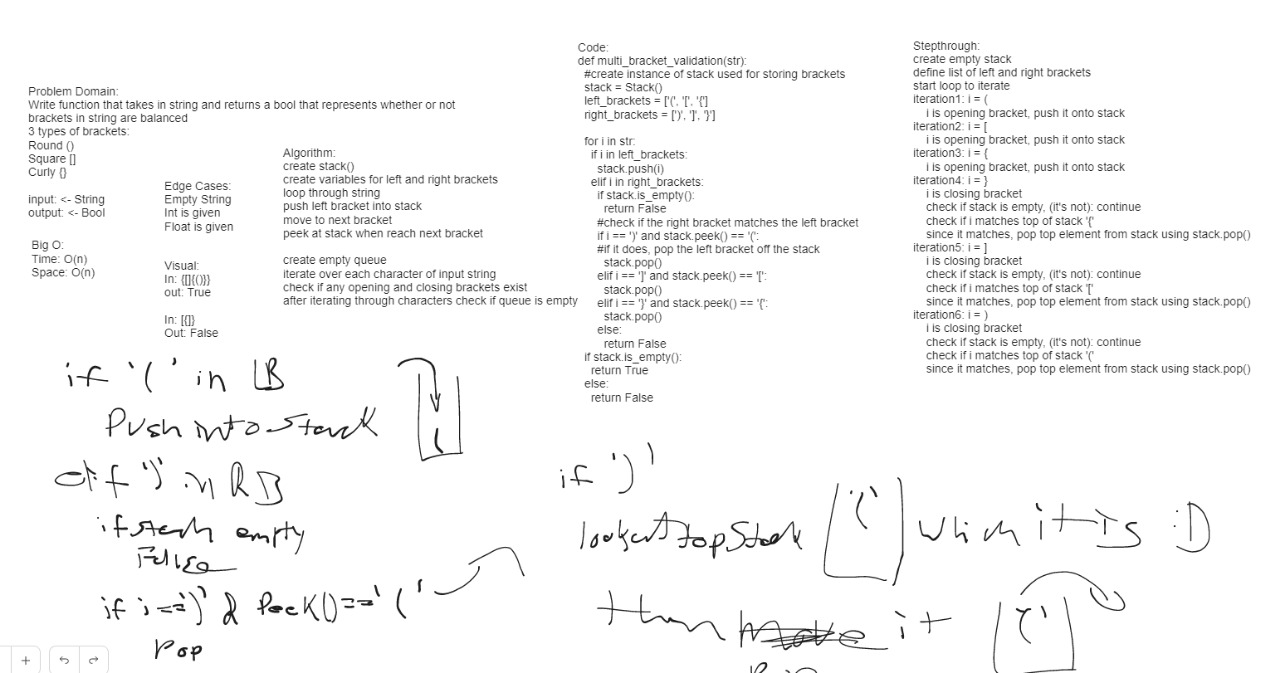 Problem Domain:
Write function that takes in string and returns a bool that represents whether or not
brackets in string are balanced
3 types of brackets:
Round ()
Square []
Curly {}
input: <- String
output: <- Bool
Big O:
Time: O(n)
Space: O(n)
Edge Cases:
Empty String
Int is given
Float is given
Visual:
In: {[]{()}}
out: True
In: [{]}
Out: False
Algorithm:
create stack()
create variables for left and right brackets
loop through string
push left bracket into stack
move to next bracket
peek at stack when reach next bracket
create empty queue
iterate over each character of input string
check if any opening and closing brackets exist
after iterating through characters check if queue is empty
Code:
def multi_bracket_validation(str):
#create instance of stack used for storing brackets
stack = Stack()
left_brackets = ['(', '[', '{']
right_brackets = [')', ']', '}']
for i in str:
if i in left_brackets:
stack.push(i)
elif i in right_brackets:
if stack.is_empty():
return False
#check if the right bracket matches the left bracket
if i == ')' and stack.peek() == '(':
#if it does, pop the left bracket off the stack
stack.pop()
elif i == ']' and stack.peek() == '[':
stack.pop()
elif i == '}' and stack.peek() == '{':
stack.pop()
else:
return False
if stack.is_empty():
return True
else:
return False
Stepthrough:
create empty stack
define list of left and right brackets
start loop to iterate
iteration1: i = (
i is opening bracket, push it onto stack
iteration2: i = [
i is opening bracket, push it onto stack
iteration3: i = {
i is opening bracket, push it onto stack
iteration4: i = }
i is closing bracket
check if stack is empty, (it's not): continue
check if i matches top of stack '{'
since it matches, pop top element from stack using stack.pop()
iteration5: i = ]
i is closing bracket
check if stack is empty, (it's not): continue
check if i matches top of stack '['
since it matches, pop top element from stack using stack.pop()
iteration6: i = )
i is closing bracket
check if stack is empty, (it's not): continue
check if i matches top of stack '('
since it matches, pop top element from stack using stack.pop()
if '(' in LB
Push into stack
(
elif ')' in RB
if stack empty
False
if i == ')' & Peek() == '('
Pop
if ')'
look at top Stack '(' which it is :D
then it '('